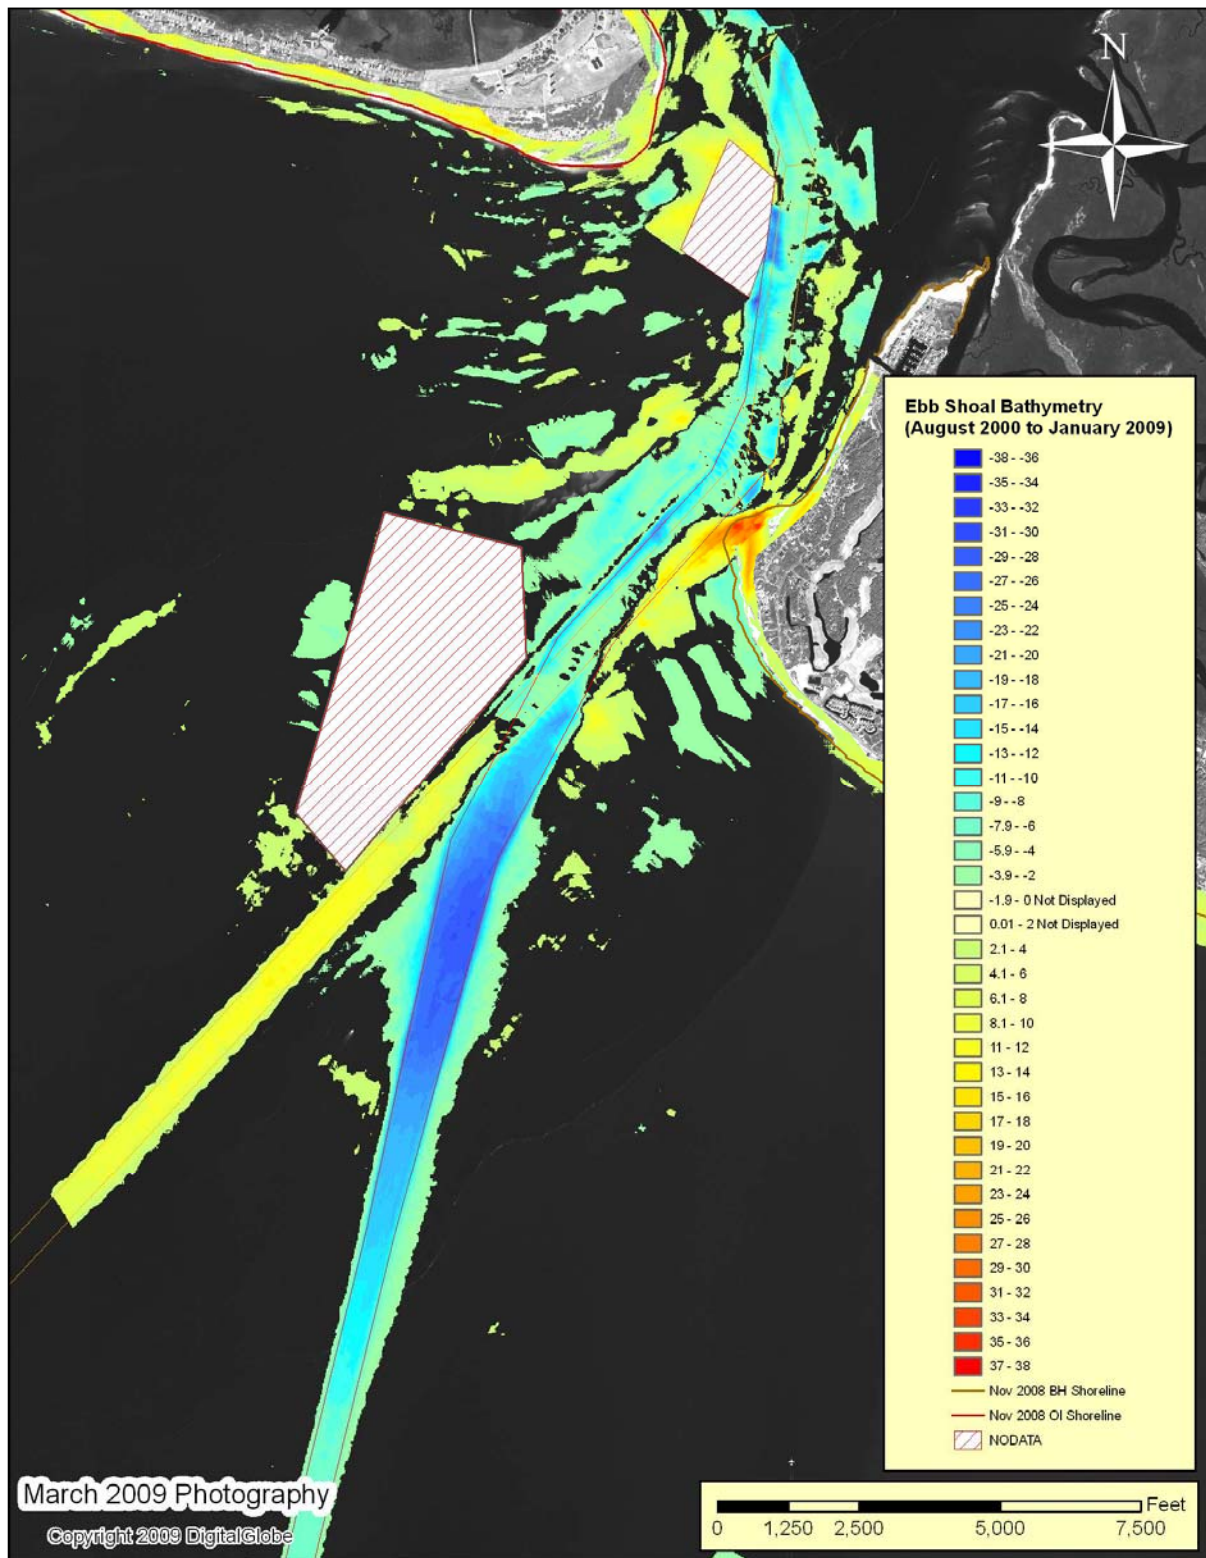 N
Ebb Shoal Bathymetry
(August 2000 to January 2009)
-38 - -36
-35 - -34
-33 - -32
-31 - -30
-29 - -28
-27 - -26
-25 - -24
-23 - -22
-21 - -20
-19 - -18
-17 - -16
-15 - -14
-13 - -12
-11 - -10
-9 - -8
-7.9 - -6
-5.9 - -4
-3.9 - -2
-1.9 - 0 Not Displayed
0.01 - 2 Not Displayed
2.1 - 4
4.1 - 6
6.1 - 8
8.1 - 10
11 - 12
13 - 14
15 - 16
17 - 18
19 - 20
21 - 22
23 - 24
25 - 26
27 - 28
29 - 30
31 - 32
33 - 34
35 - 36
37 - 38
Nov 2008 BH Shoreline
Nov 2008 OI Shoreline
NODATA
March 2009 Photography
Copyright 2009 DigitalGlobe
Feet
0 1,250 2,500 5,000 7,500